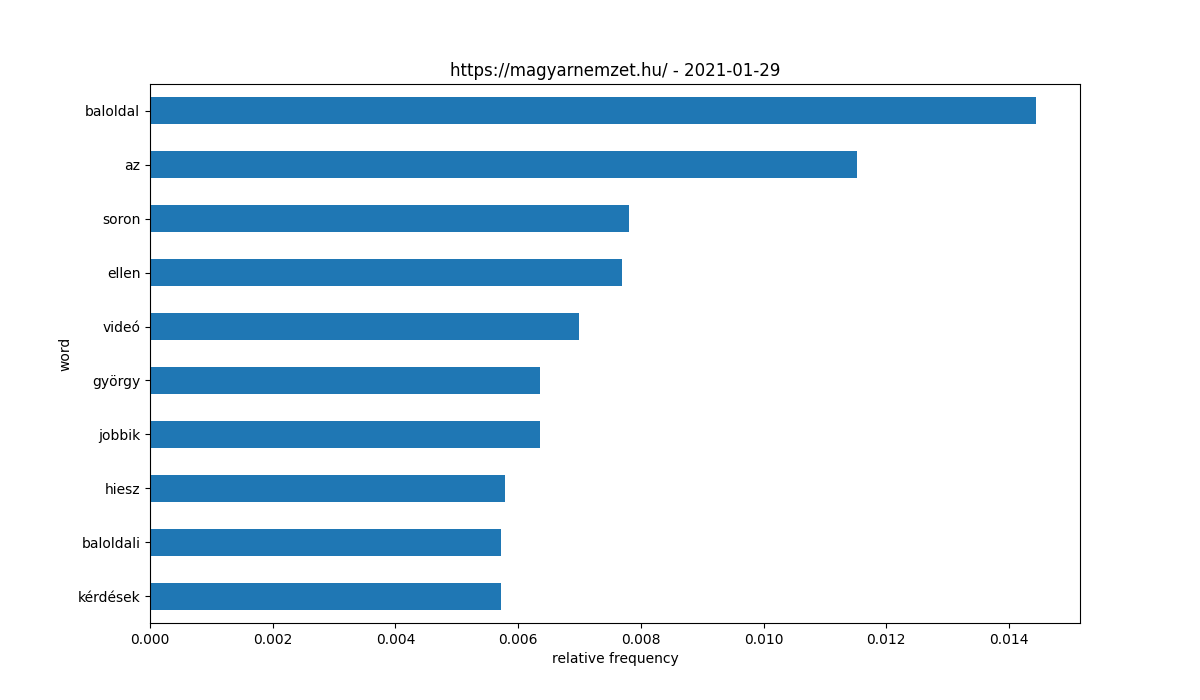 https://magyarnemzet.hu/ - 2021-01-29
baloldal
az
soron
ellen
videó
györgy
jobbik
hiesz
baloldali
kérdések
word
0.000 0.002 0.004 0.006 0.008 0.010 0.012 0.014
relative frequency